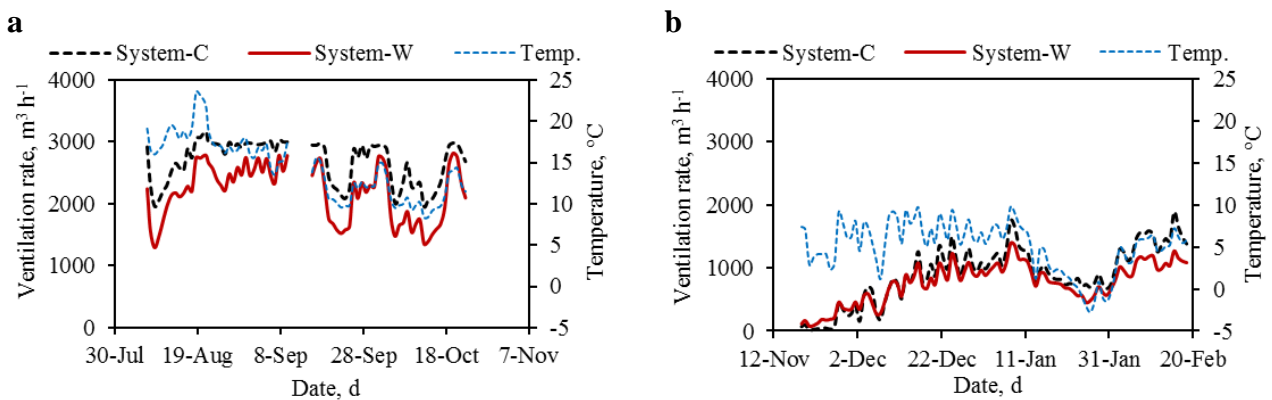 a
System-C System-W Temp.
4000
3000
2000
1000
0
25
20
15
10
5
0
-5
Ventilation rate, m³ h⁻¹
Temperature, °C
30-Jul 19-Aug 8-Sep 28-Sep 18-Oct 7-Nov
Date, d
b
System-C System-W Temp.
4000
3000
2000
1000
0
25
20
15
10
5
0
-5
Ventilation rate, m³ h⁻¹
Temperature, °C
12-Nov 2-Dec 22-Dec 11-Jan 31-Jan 20-Feb
Date, d